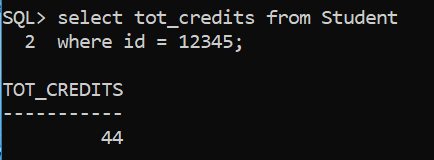 SQL> select tot_credits from Student
2 where id = 12345;
TOT_CREDITS
-----------
44